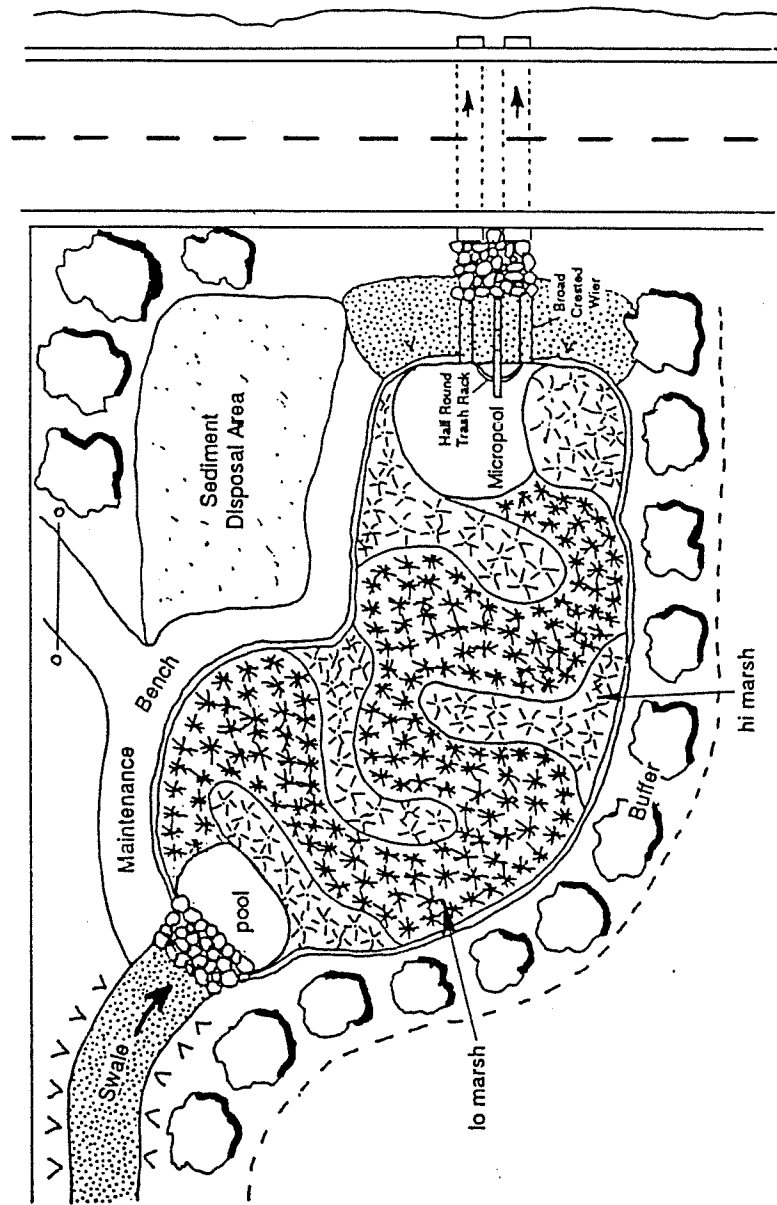 Swale
Maintenance
Bench
Sediment
Disposal Area
pool
Half Round
Trash Rack
Micropcol
Broad
Crested
Wier
Buffer
lo marsh
hi marsh